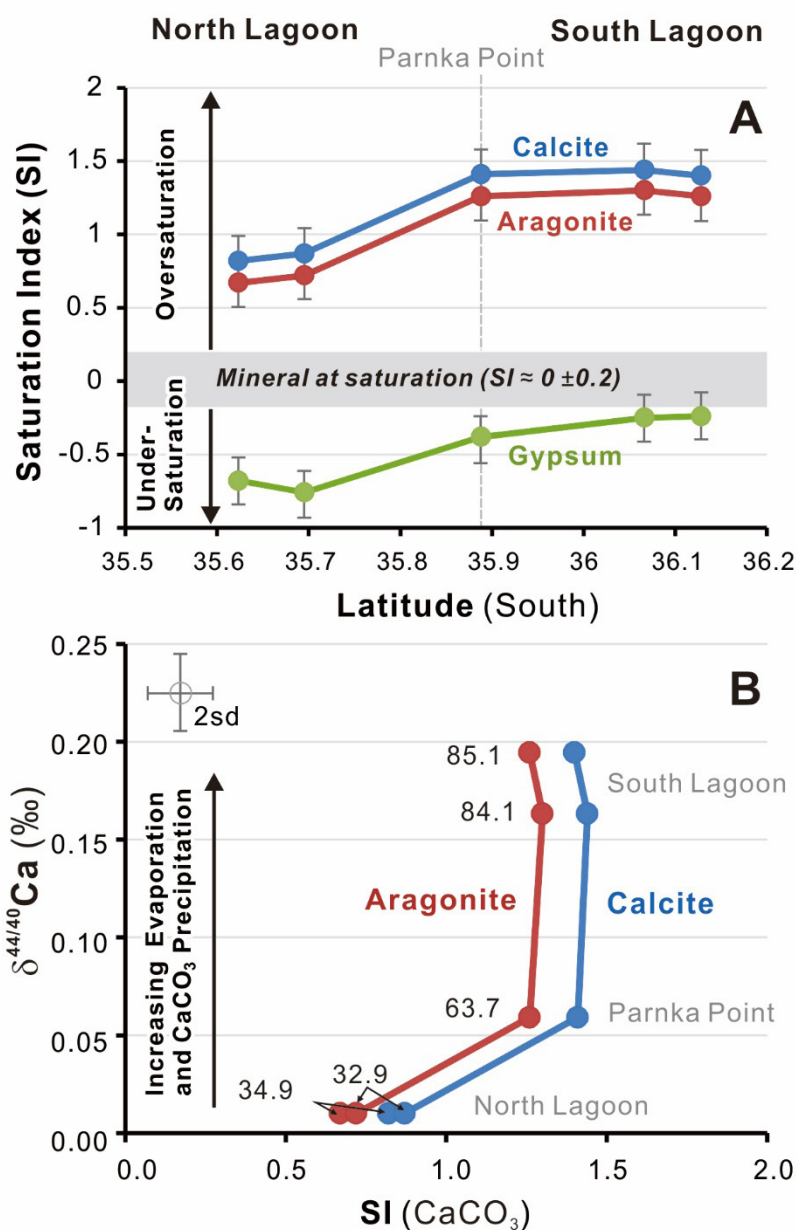 North Lagoon
South Lagoon
Parnka Point
A
2
1.5
1
0.5
0
-0.5
-1
Saturation Index (SI)
Oversaturation
Under-
Saturation
Calcite
Aragonite
Mineral at saturation (SI ≈ 0 ±0.2)
Gypsum
35.5 35.6 35.7 35.8 35.9 36 36.1 36.2
Latitude (South)
B
0.25
0.20
0.15
0.10
0.05
0.00
δ44/40Ca (‰)
2sd
Increasing Evaporation
and CaCO3 Precipitation
85.1
South Lagoon
84.1
Aragonite
Calcite
63.7
Parnka Point
34.9
32.9
North Lagoon
0.0 0.5 1.0 1.5 2.0
SI (CaCO3)